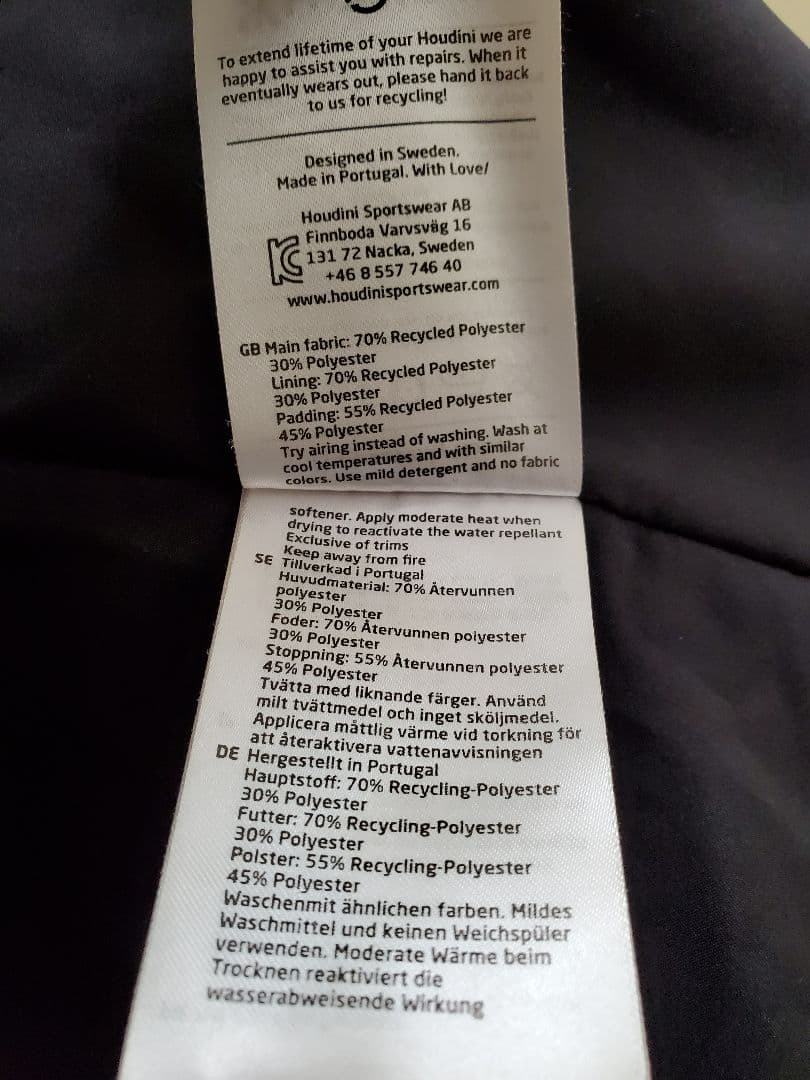 To extend lifetime of your Houdini we are
happy to assist you with repairs. When it
eventually wears out, please hand it back
to us for recycling!
Designed in Sweden.
Made in Portugal. With Love/
Houdini Sportswear AB
Finnboda Varvsväg 16
131 72 Nacka, Sweden
+46 8 557 746 40
www.houdinisportswear.com
GB Main fabric: 70% Recycled Polyester
30% Polyester
Lining: 70% Recycled Polyester
30% Polyester
Padding: 55% Recycled Polyester
45% Polyester
Try airing instead of washing. Wash at
cool temperatures and with similar
colors. Use mild detergent and no fabric
softener. Apply moderate heat when
drying to reactivate the water repellant
Exclusive of trims
Keep away from fire
SE Tillverkad i Portugal
Huvudmaterial: 70% Återvunnen
polyester
30% Polyester
Foder: 70% Återvunnen polyester
30% Polyester
Stoppning: 55% Återvunnen polyester
45% Polyester
Tvätta med liknande färger. Använd
milt tvättmedel och inget sköljmedel.
Applicera måttlig värme vid torkning för
att återaktivera vattenavvisningen
DE Hergestellt in Portugal
Hauptstoff: 70% Recycling-Polyester
30% Polyester
Futter: 70% Recycling-Polyester
30% Polyester
Polster: 55% Recycling-Polyester
45% Polyester
Waschenmit ähnlichen farben. Mildes
Waschmittel und keinen Weichspüler
verwenden. Moderate Wärme beim
Trocknen reaktiviert die
wasserabweisende Wirkung